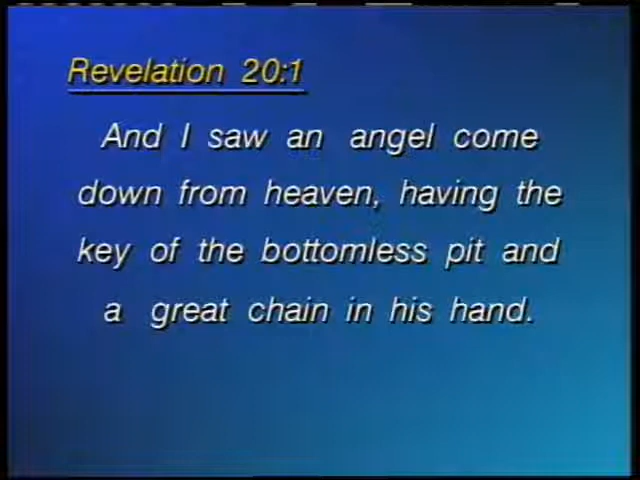 Revelation 20:1
And I saw an angel come
down from heaven, having the
key of the bottomless pit and
a great chain in his hand.